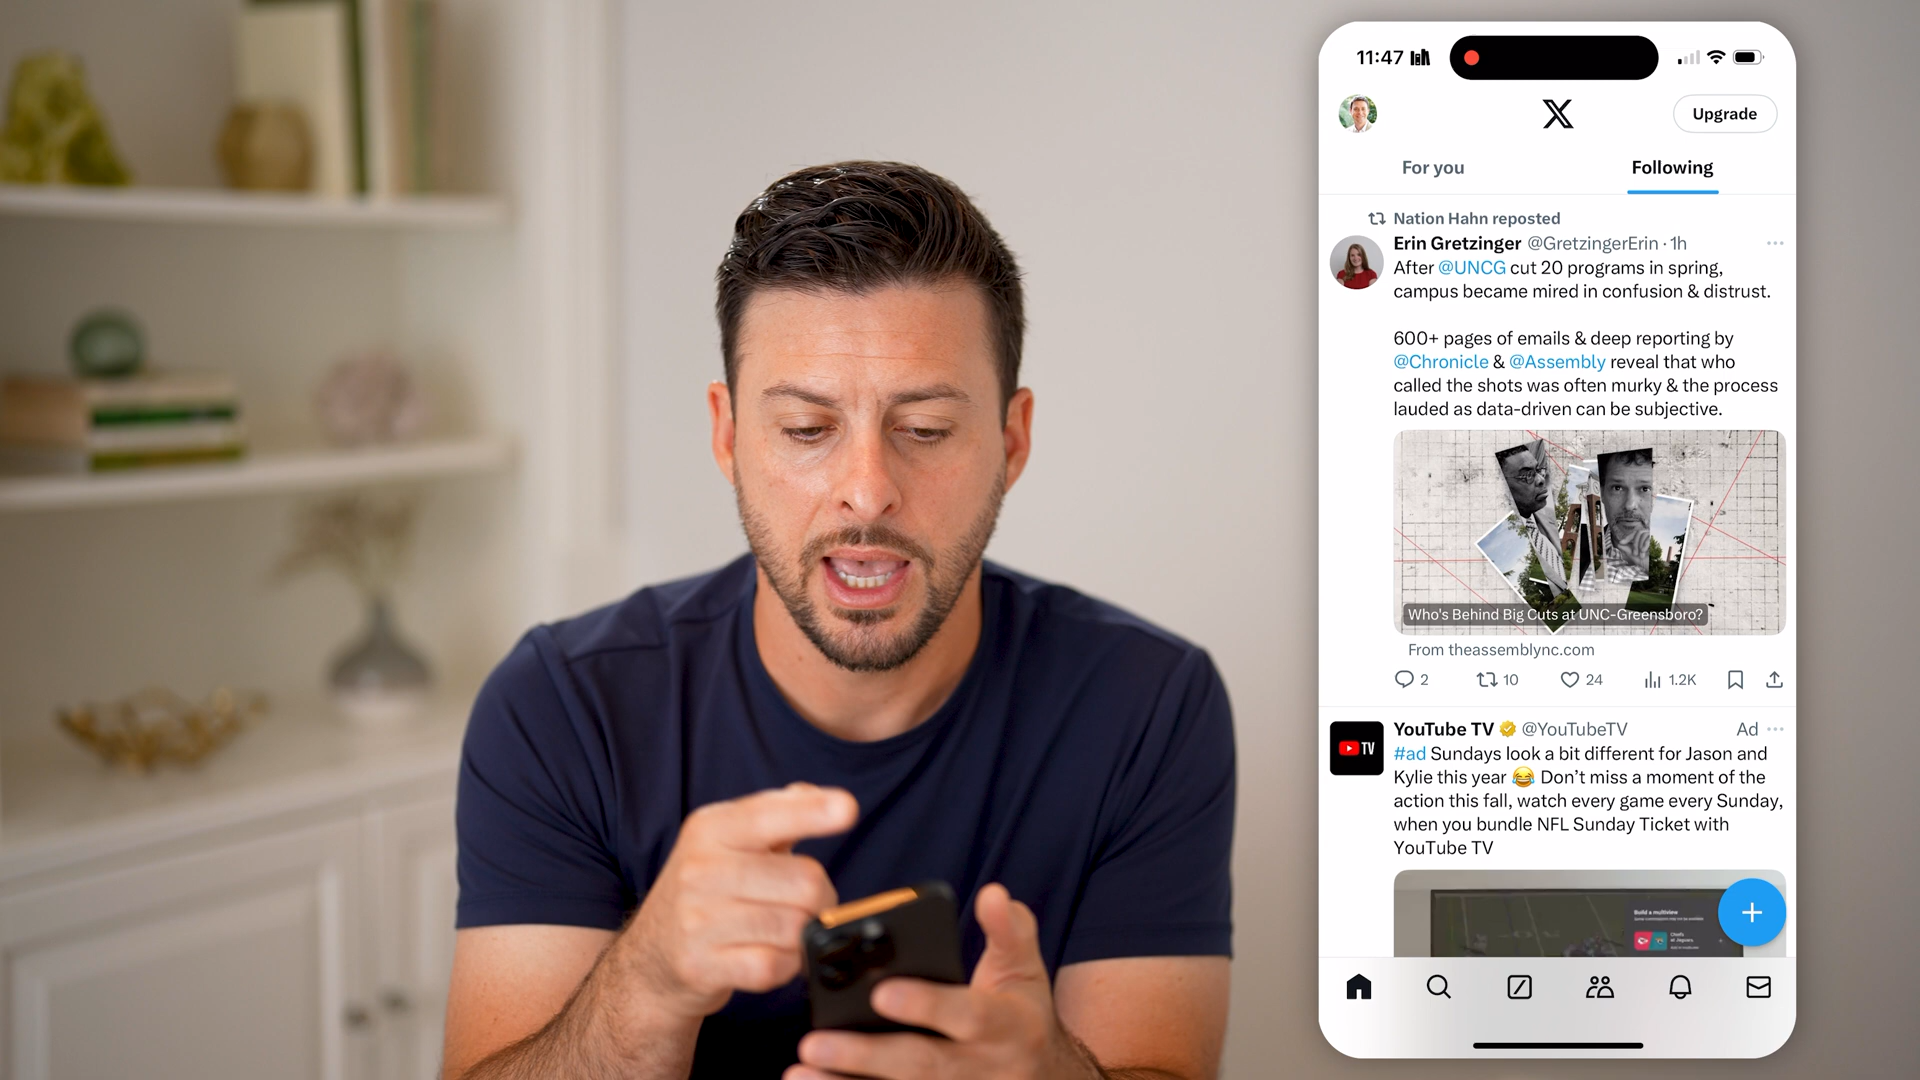 11:47
Upgrade
For you
Following
Nation Hahn reposted
Erin Gretzinger @GretzingerErin · 1h
After @UNCG cut 20 programs in spring,
campus became mired in confusion & distrust.
600+ pages of emails & deep reporting by
@Chronicle & @Assembly reveal that who
called the shots was often murky & the process
lauded as data-driven can be subjective.
Who's Behind Big Cuts at UNC-Greensboro?
From theassemblync.com
2 10 24 1.2K
TV
YouTube TV @YouTubeTV Ad
#ad Sundays look a bit different for Jason and
Kylie this year 😂 Don't miss a moment of the
action this fall, watch every game every Sunday,
when you bundle NFL Sunday Ticket with
YouTube TV
Build a multiview
Chiefs
at Jaguars